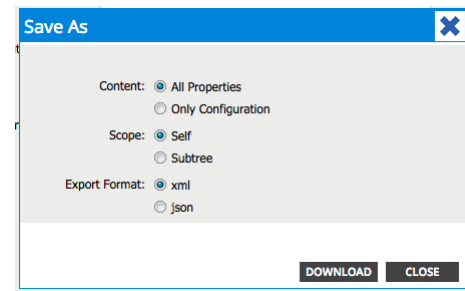 Save As
Content: All Properties
Only Configuration
Scope: Self
Subtree
Export Format: xml
json
DOWNLOAD CLOSE